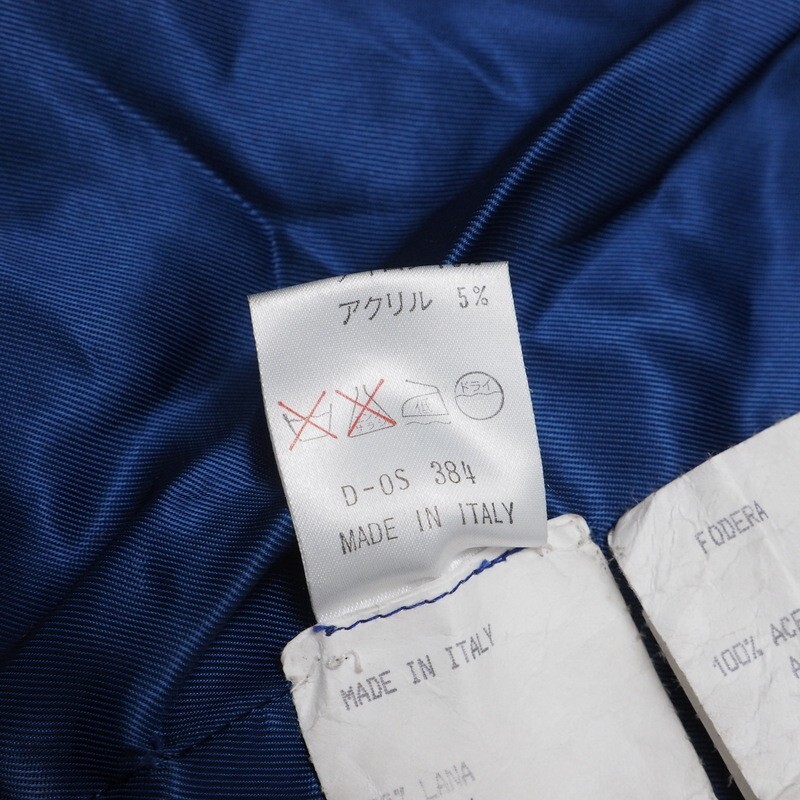 アクリル 5%
低
ドライ
D-OS 384
MADE IN ITALY
MADE IN ITALY
LANA
FODERA
100%